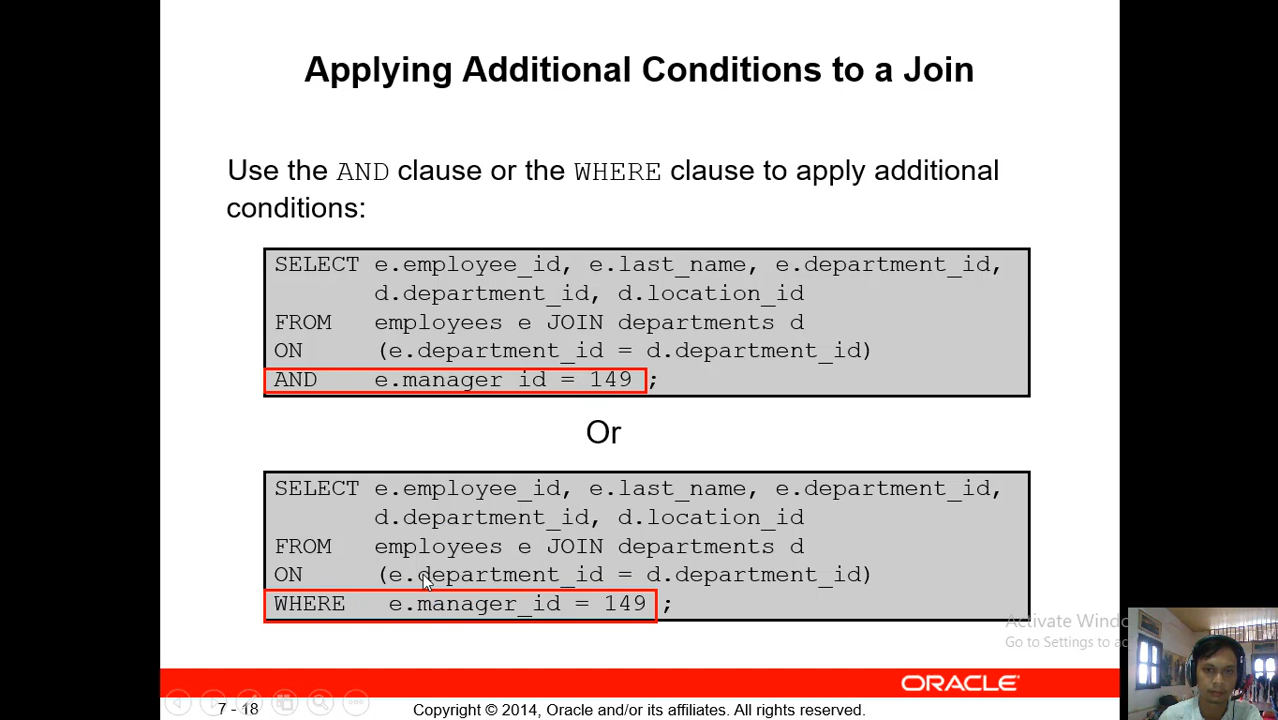 Applying Additional Conditions to a Join
Use the AND clause or the WHERE clause to apply additional
conditions:
SELECT e.employee_id, e.last_name, e.department_id,
d.department_id, d.location_id
FROM employees e JOIN departments d
ON (e.department_id = d.department_id)
AND e.manager_id = 149 ;
Or
SELECT e.employee_id, e.last_name, e.department_id,
d.department_id, d.location_id
FROM employees e JOIN departments d
ON (e.department_id = d.department_id)
WHERE e.manager_id = 149 ;
Activate Windo
Go to Settings to ac
ORACLE
7 - 18
Copyright © 2014, Oracle and/or its affiliates. All rights reserved.